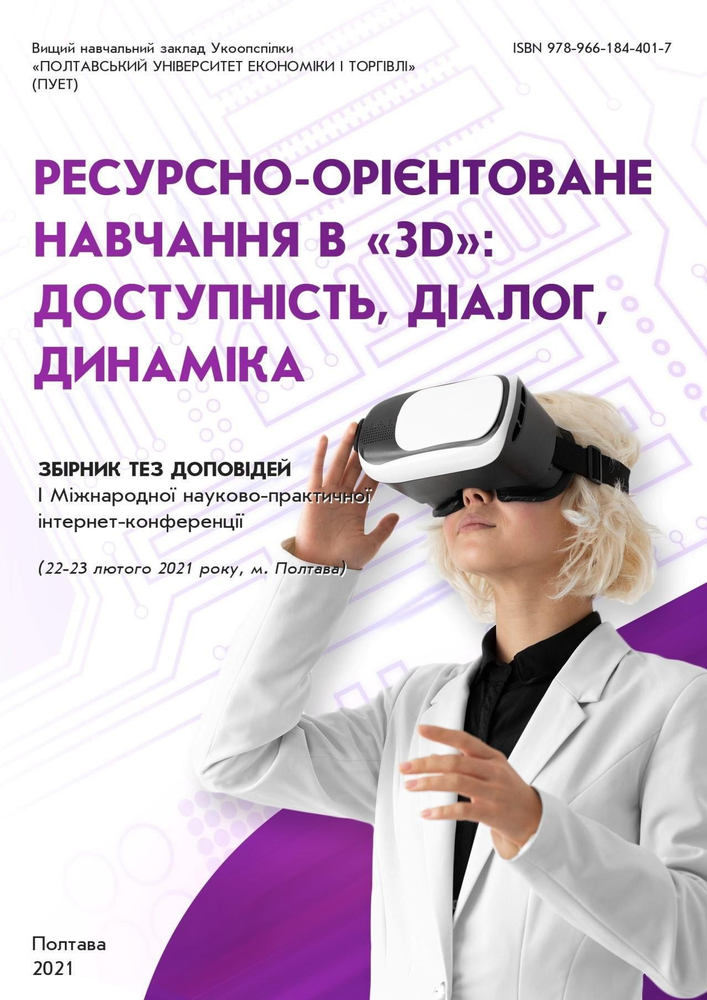 Вищий навчальний заклад Укоопспілки
ISBN 978-966-184-401-7
«ПОЛТАВСЬКИЙ УНІВЕРСИТЕТ ЕКОНОМІКИ І ТОРГІВЛІ»
(ПУЕТ)
РЕСУРСНО-ОРІЄНТОВАНЕ
НАВЧАННЯ В «3D»:
ДОСТУПНІСТЬ, ДІАЛОГ,
ДИНАМІКА
ЗБІРНИК ТЕЗ ДОПОВІДЕЙ
І Міжнародної науково-практичної
інтернет-конференції
(22-23 лютого 2021 року, м. Полтава)
Полтава
2021